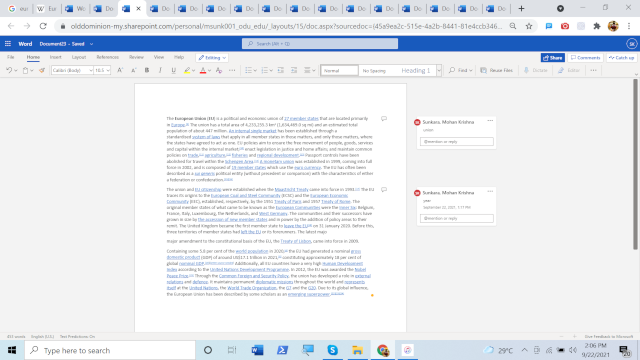 G eur
W Eur
olddominion-my.sharepoint.com/personal/msunk001_odu_edu/_layouts/15/doc.aspx?sourcedoc={45a9ea2c-515e-4a2b-8441-81e4ccb346...
Word Document23 - Saved
Search (Alt + Q)
SK
File Home Insert Layout References Review View Help Editing Share Comments Catch up
Calibri (Body) 10.5 B I U Normal No Spacing Heading 1 Find Reuse Files Dictate Editor Reuse Files
The European Union (EU) is a political and economic union of 27 member states that are located primarily
in Europe. The union has a total area of 4,233,255.3 km² (1,634,469.0 sq mi) and an estimated total
population of about 447 million. An internal single market has been established through a
standardised system of laws that apply in all member states in those matters, and only those matters, where
the states have agreed to act as one. EU policies aim to ensure the free movement of people, goods, services
and capital within the internal market; enact legislation in justice and home affairs; and maintain common
policies on trade, agriculture, fisheries and regional development. Passport controls have been
abolished for travel within the Schengen Area. A monetary union was established in 1999, coming into full
force in 2002, and is composed of 19 member states which use the euro currency. The EU has often been
described as a sui generis political entity (without precedent or comparison) with the characteristics of either
a federation or confederation.
The union and EU citizenship were established when the Maastricht Treaty came into force in 1993. The EU
traces its origins to the European Coal and Steel Community (ECSC) and the European Economic
Community (EEC), established, respectively, by the 1951 Treaty of Paris and 1957 Treaty of Rome. The
original member states of what came to be known as the European Communities were the Inner Six: Belgium,
France, Italy, Luxembourg, the Netherlands, and West Germany. The communities and their successors have
grown in size by the accession of new member states and in power by the addition of policy areas to their
remit. The United Kingdom became the first member state to leave the EU on 31 January 2020. Before this,
three territories of member states had left the EU or its forerunners. The latest major
major amendment to the constitutional basis of the EU, the Treaty of Lisbon, came into force in 2009.
Containing some 5.8 per cent of the world population in 2020, the EU had generated a nominal gross
domestic product (GDP) of around US$17.1 trillion in 2021, constituting approximately 18 per cent of
global nominal GDP. Additionally, all EU countries have a very high Human Development
Index according to the United Nations Development Programme. In 2012, the EU was awarded the Nobel
Peace Prize. Through the Common Foreign and Security Policy, the union has developed a role in external
relations and defence. It maintains permanent diplomatic missions throughout the world and represents
itself at the United Nations, the World Trade Organization, the G7 and the G20. Due to its global influence,
the European Union has been described by some scholars as an emerging superpower.
Sunkara, Mohan Krishna
union
@mention or reply
Sunkara, Mohan Krishna
year
September 22, 2021, 1:11 PM
@mention or reply
453 words English (U.S.) Text Predictions: On
100% Give Feedback to Microsoft
Type here to search
29°C
2:06 PM
9/22/2021